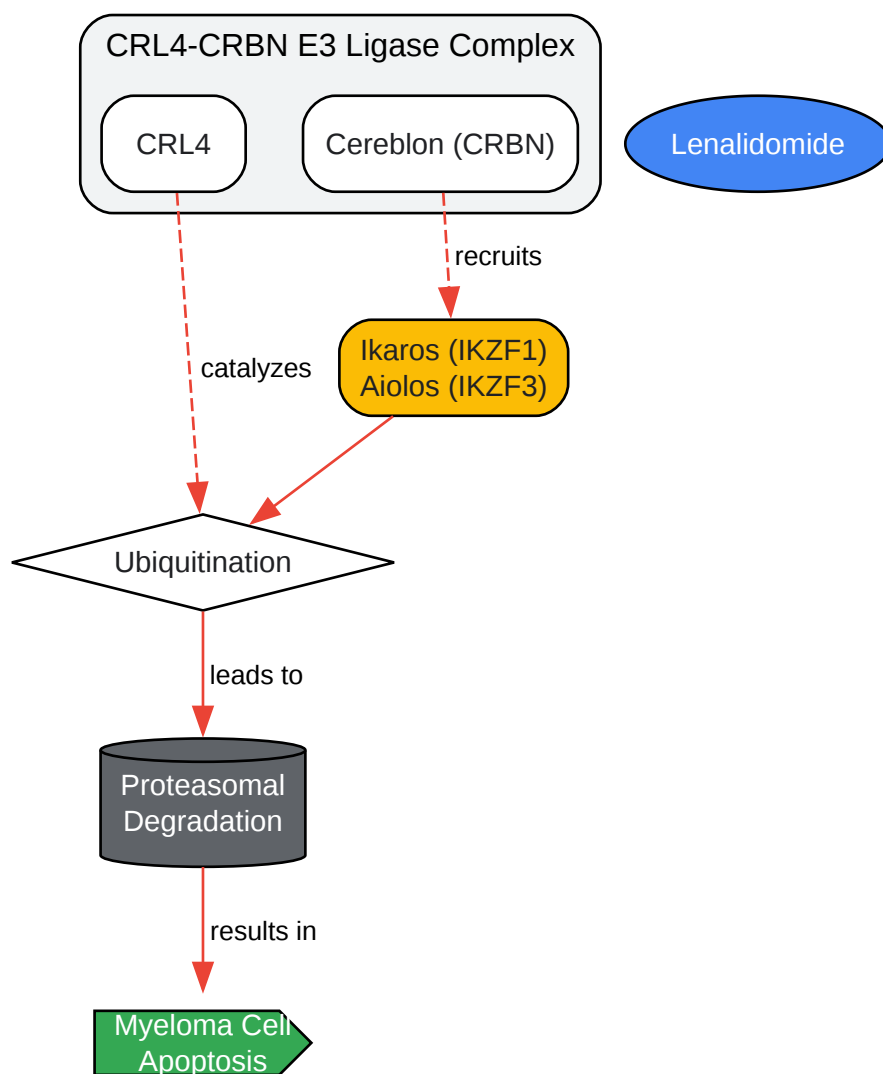 CRL4-CRBN E3 Ligase Complex
CRL4
Cereblon (CRBN)
Lenalidomide
recruits
Ikaros (IKZF1)
Aiolos (IKZF3)
catalyzes
Ubiquitination
leads to
Proteasomal
Degradation
results in
Myeloma Cell
Apoptosis